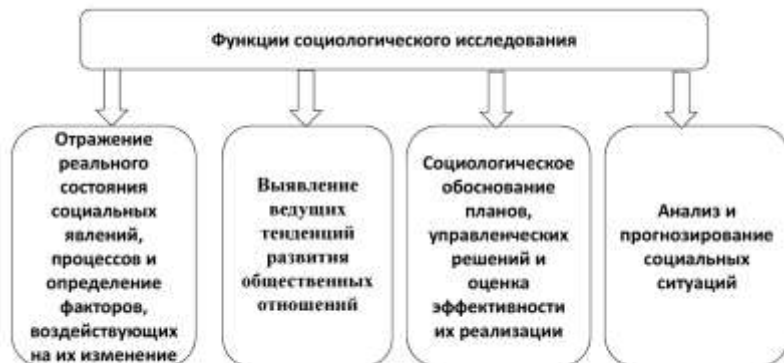 Функции социологического исследования
Отражение
реального
состояния
социальных
явлений,
процессов и
определение
факторов,
воздействующих
на их изменение
Выявление
ведущих
тенденций
развития
общественных
отношений
Социологическое
обоснование
планов,
управленческих
решений и
оценка
эффективности
их реализации
Анализ и
прогнозирование
социальных
ситуаций